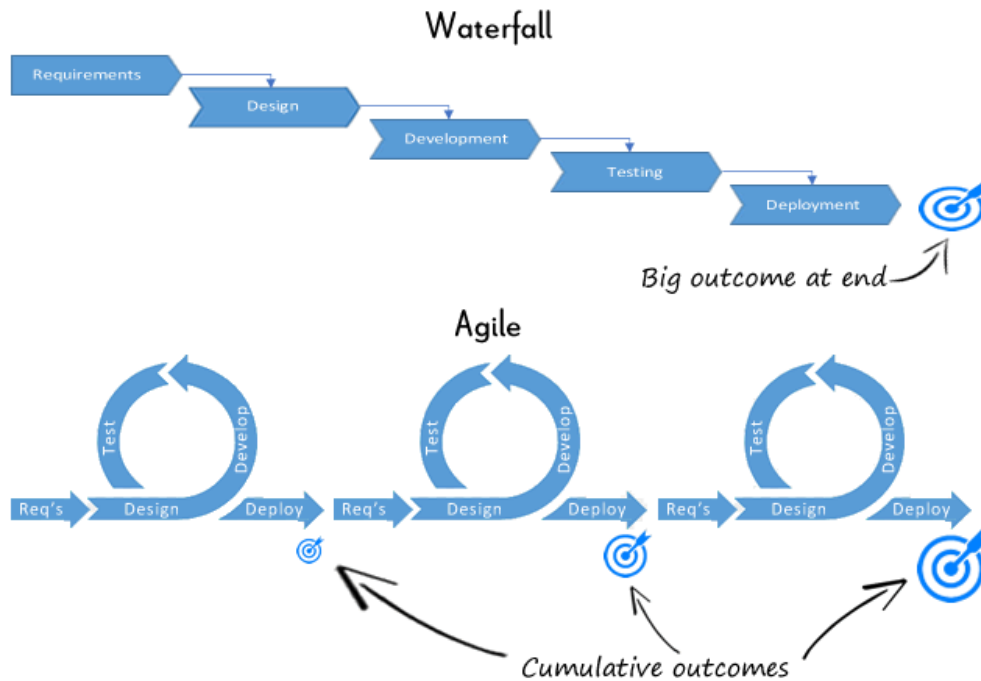 Waterfall
Requirements
Design
Development
Testing
Deployment
Big outcome at end
Agile
Test
Develop
Req's
Design
Deploy
Test
Develop
Req's
Design
Deploy
Test
Develop
Req's
Design
Deploy
Cumulative outcomes